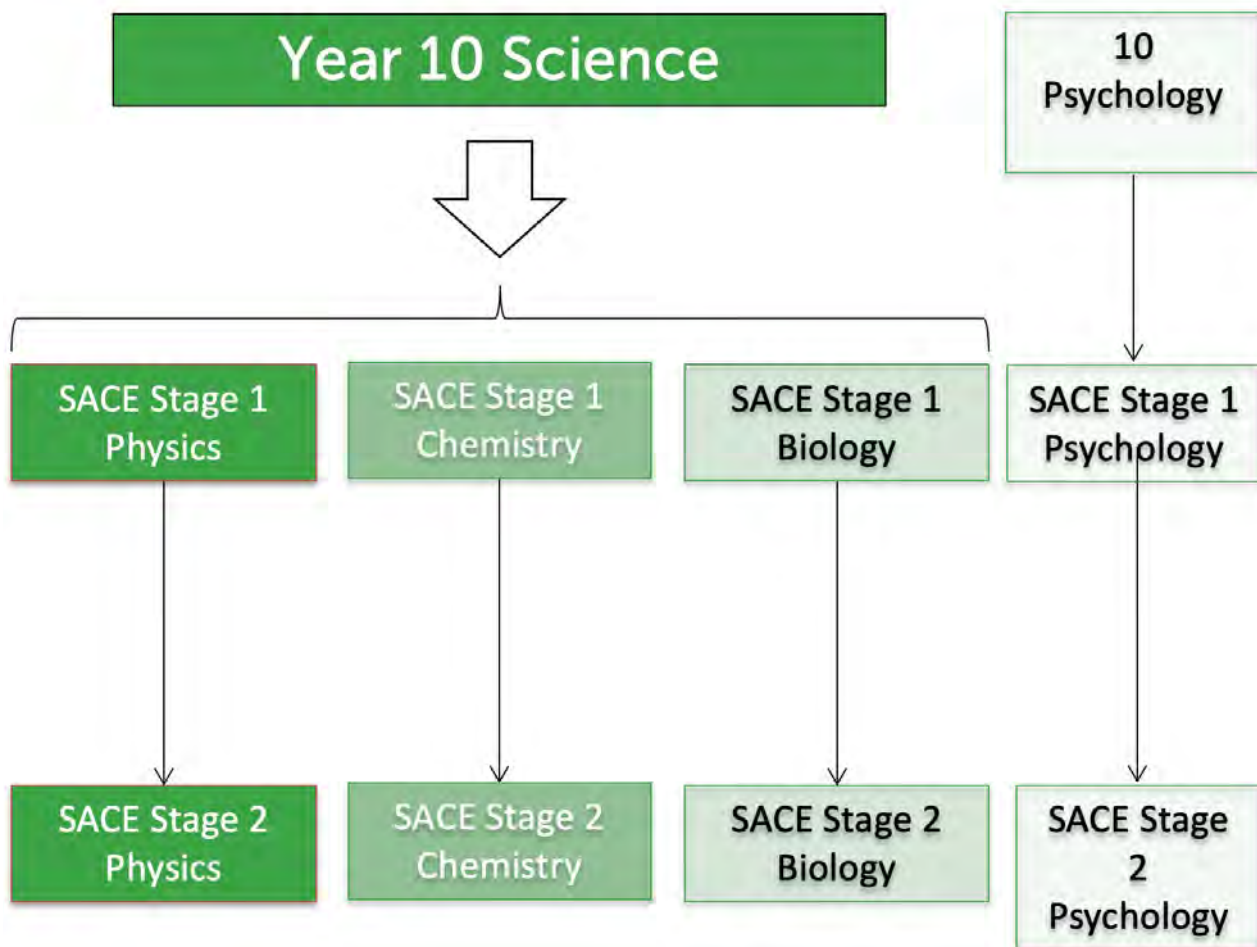 Year 10 Science
10
Psychology
SACE Stage 1
Physics
SACE Stage 1
Chemistry
SACE Stage 1
Biology
SACE Stage 1
Psychology
SACE Stage 2
Physics
SACE Stage 2
Chemistry
SACE Stage 2
Biology
SACE Stage
2
Psychology